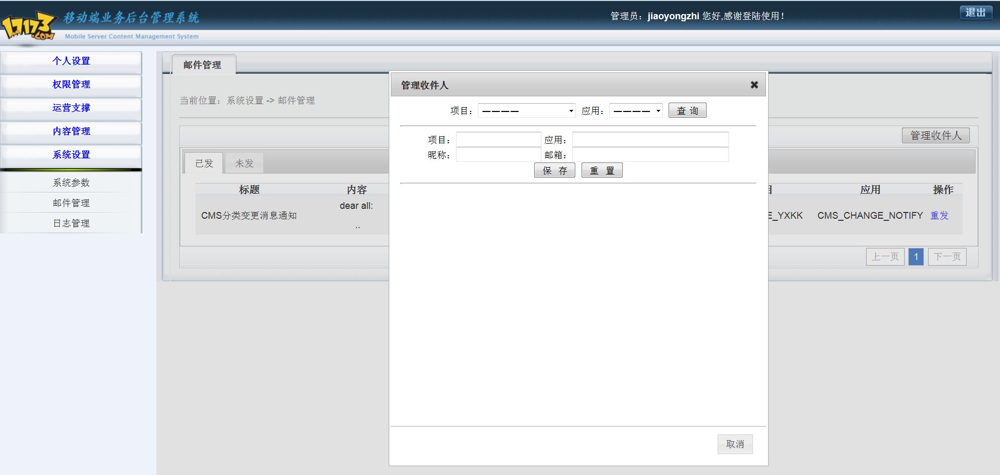 17173.COM
移动端业务后台管理系统
Mobile Server Content Management System
管理员：jiaoyongzhi 您好,感谢登陆使用！
退出
个人设置
权限管理
运营支撑
内容管理
系统设置
系统参数
邮件管理
日志管理
邮件管理
当前位置：系统设置 -> 邮件管理
管理收件人
已发
未发
标题
内容
应用
操作
CMS分类变更消息通知
dear all:
..
E_YXKK
CMS_CHANGE_NOTIFY
重发
上一页
1
下一页
管理收件人
项目：
————
应用：
————
查 询
项目：
应用：
昵称：
邮箱：
保 存
重 置
取消